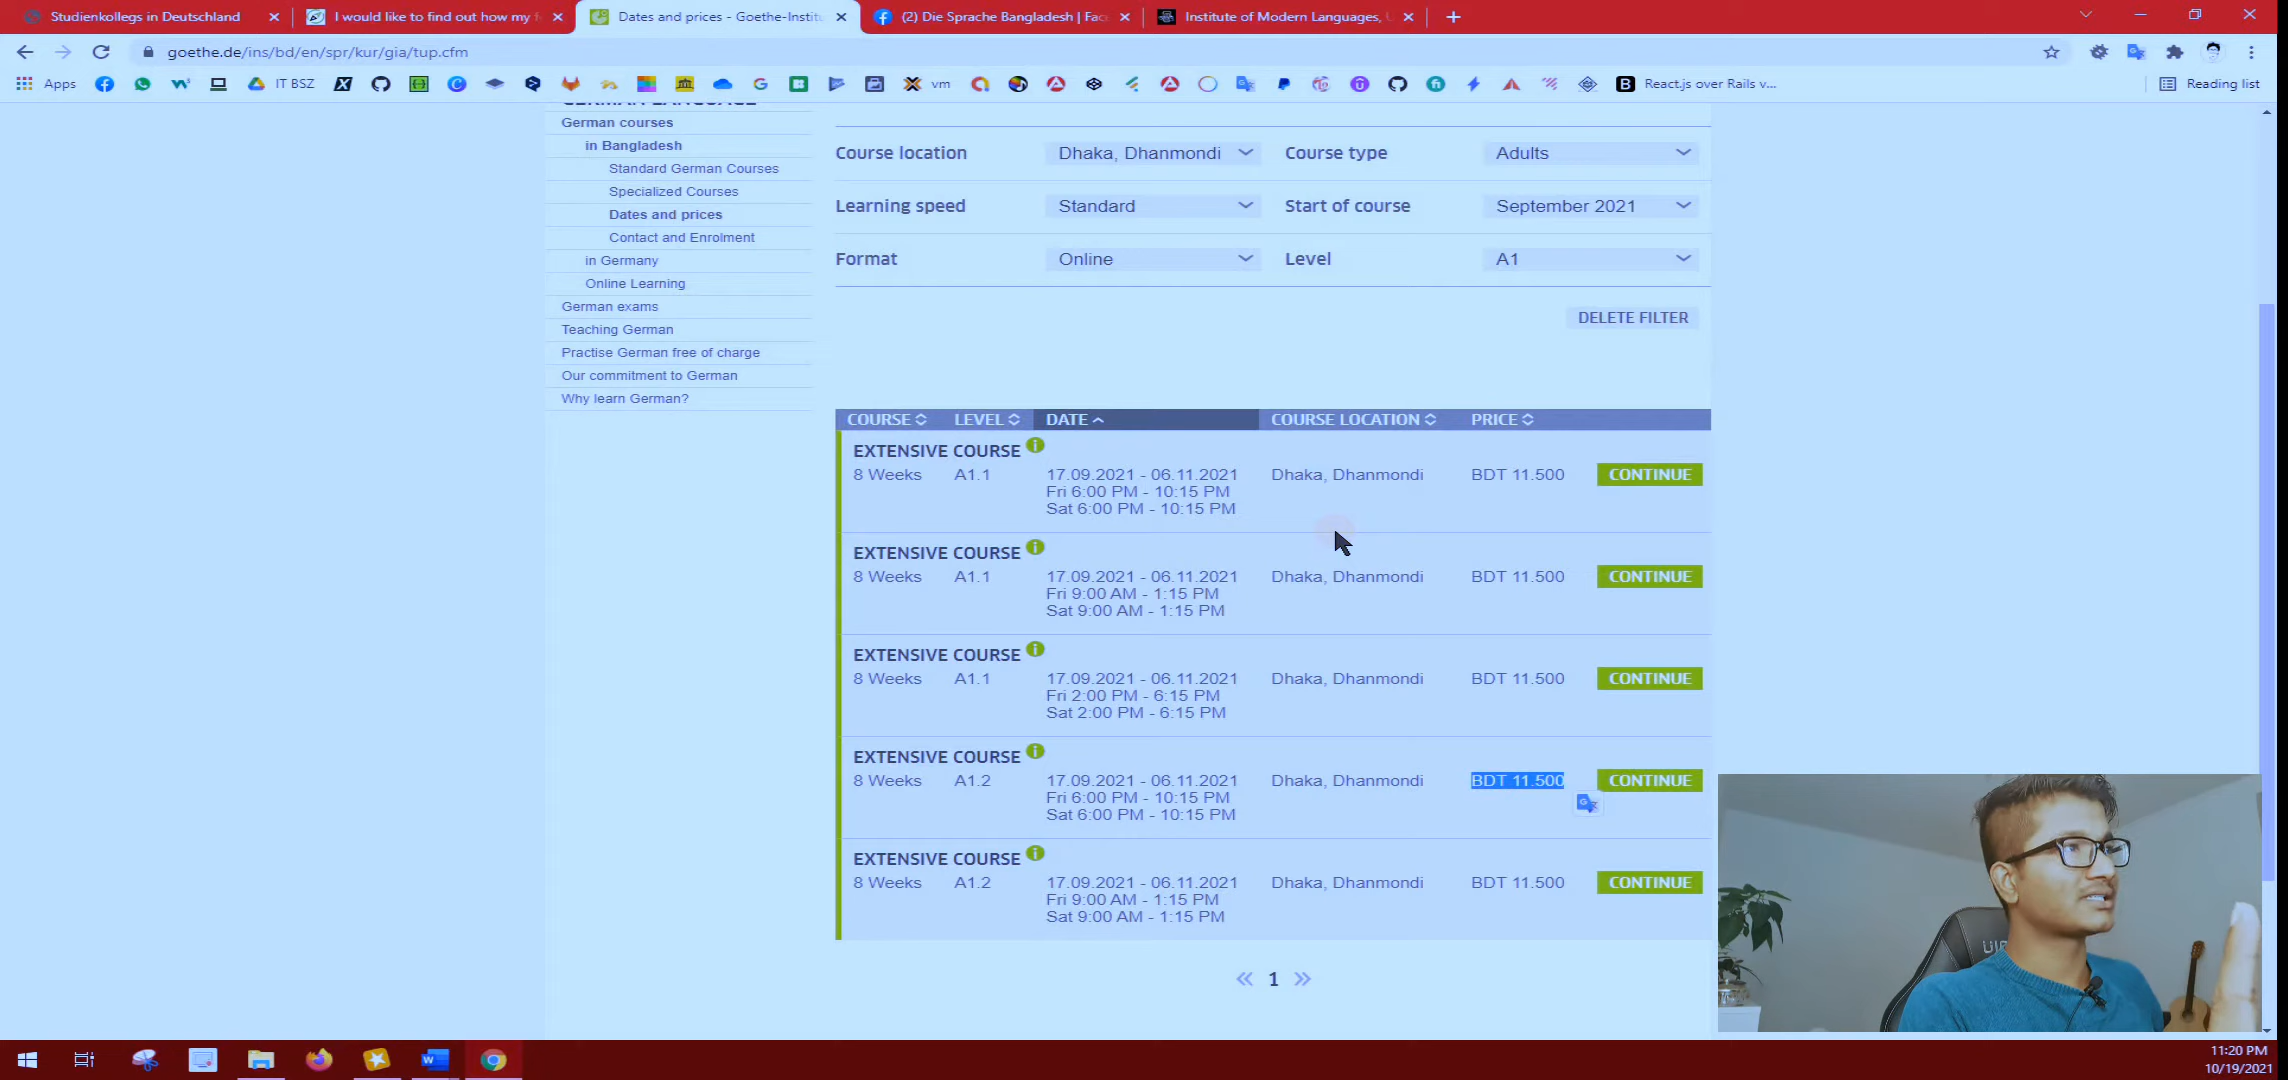 Studienkollegs in Deutschland
I would like to find out how my f
Dates and prices - Goethe-Institu
(2) Die Sprache Bangladesh | Fac
Institute of Modern Languages, U
goethe.de/ins/bd/en/spr/kur/gia/tup.cfm
Apps
IT BSZ
vm
React.js over Rails v...
Reading list
GERMAN LANGUAGE
German courses
in Bangladesh
Standard German Courses
Specialized Courses
Dates and prices
Contact and Enrolment
in Germany
Online Learning
German exams
Teaching German
Practise German free of charge
Our commitment to German
Why learn German?
Course location Dhaka, Dhanmondi Course type Adults
Learning speed Standard Start of course September 2021
Format Online Level A1
DELETE FILTER
COURSE LEVEL DATE COURSE LOCATION PRICE
EXTENSIVE COURSE
8 Weeks A1.1 17.09.2021 - 06.11.2021 Dhaka, Dhanmondi BDT 11.500 CONTINUE
Fri 6:00 PM - 10:15 PM
Sat 6:00 PM - 10:15 PM
EXTENSIVE COURSE
8 Weeks A1.1 17.09.2021 - 06.11.2021 Dhaka, Dhanmondi BDT 11.500 CONTINUE
Fri 9:00 AM - 1:15 PM
Sat 9:00 AM - 1:15 PM
EXTENSIVE COURSE
8 Weeks A1.1 17.09.2021 - 06.11.2021 Dhaka, Dhanmondi BDT 11.500 CONTINUE
Fri 2:00 PM - 6:15 PM
Sat 2:00 PM - 6:15 PM
EXTENSIVE COURSE
8 Weeks A1.2 17.09.2021 - 06.11.2021 Dhaka, Dhanmondi BDT 11.500 CONTINUE
Fri 6:00 PM - 10:15 PM
Sat 6:00 PM - 10:15 PM
EXTENSIVE COURSE
8 Weeks A1.2 17.09.2021 - 06.11.2021 Dhaka, Dhanmondi BDT 11.500 CONTINUE
Fri 9:00 AM - 1:15 PM
Sat 9:00 AM - 1:15 PM
« 1 »
11:20 PM
10/19/2021